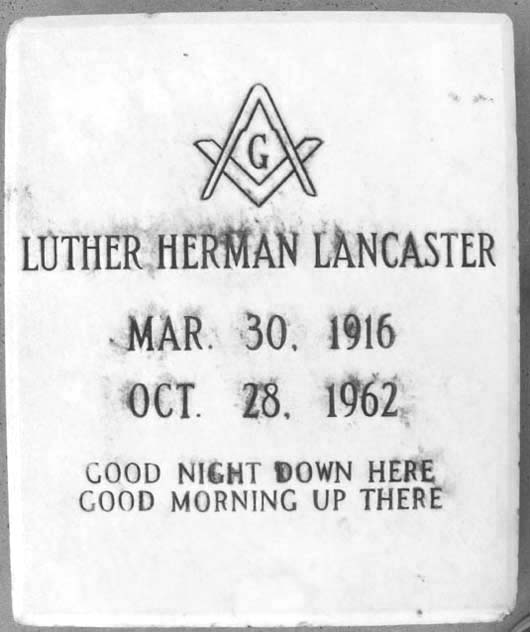 G
LUTHER HERMAN LANCASTER
MAR. 30, 1916
OCT. 28, 1962
GOOD NIGHT DOWN HERE
GOOD MORNING UP THERE